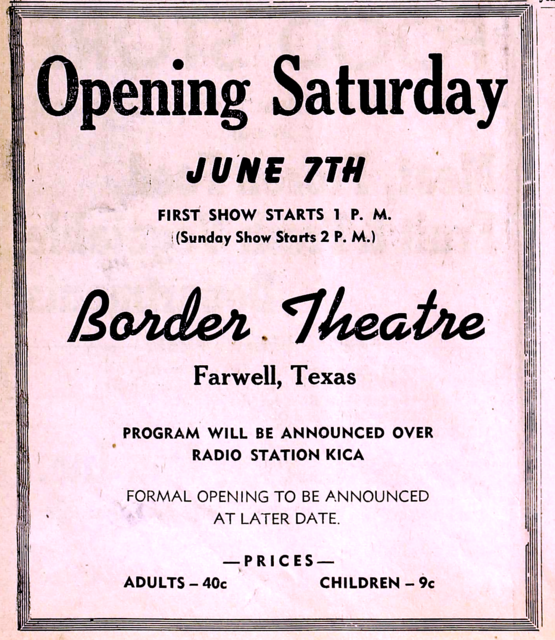 Opening Saturday
JUNE 7TH
FIRST SHOW STARTS 1 P. M.
(Sunday Show Starts 2 P. M.)
Border Theatre
Farwell, Texas
PROGRAM WILL BE ANNOUNCED OVER
RADIO STATION KICA
FORMAL OPENING TO BE ANNOUNCED
AT LATER DATE.
—PRICES—
ADULTS – 40c CHILDREN – 9c